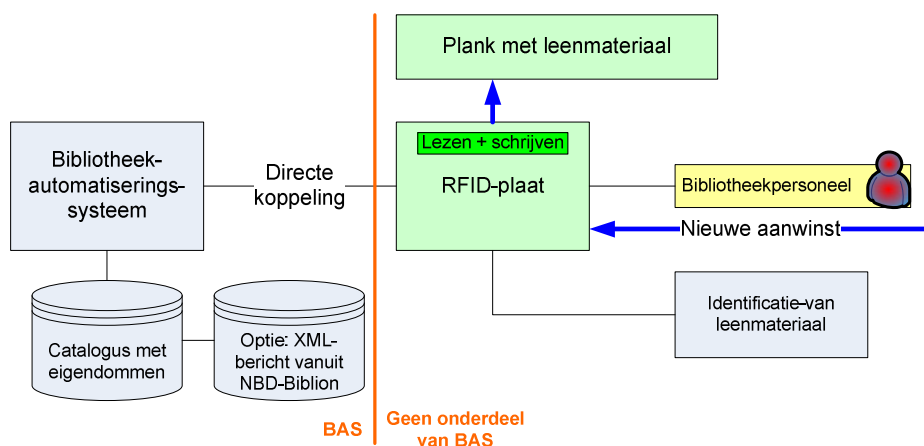 Plank met leenmateriaal
Lezen + schrijven
RFID-plaat
Bibliotheek-
automatiserings-
systeem
Directe
koppeling
Bibliotheekpersoneel
Nieuwe aanwinst
Identificatie–van
leenmateriaal
Catalogus met
eigendommen
Optie: XML-
bericht vanuit
NBD-Biblion
BAS
Geen onderdeel
van BAS